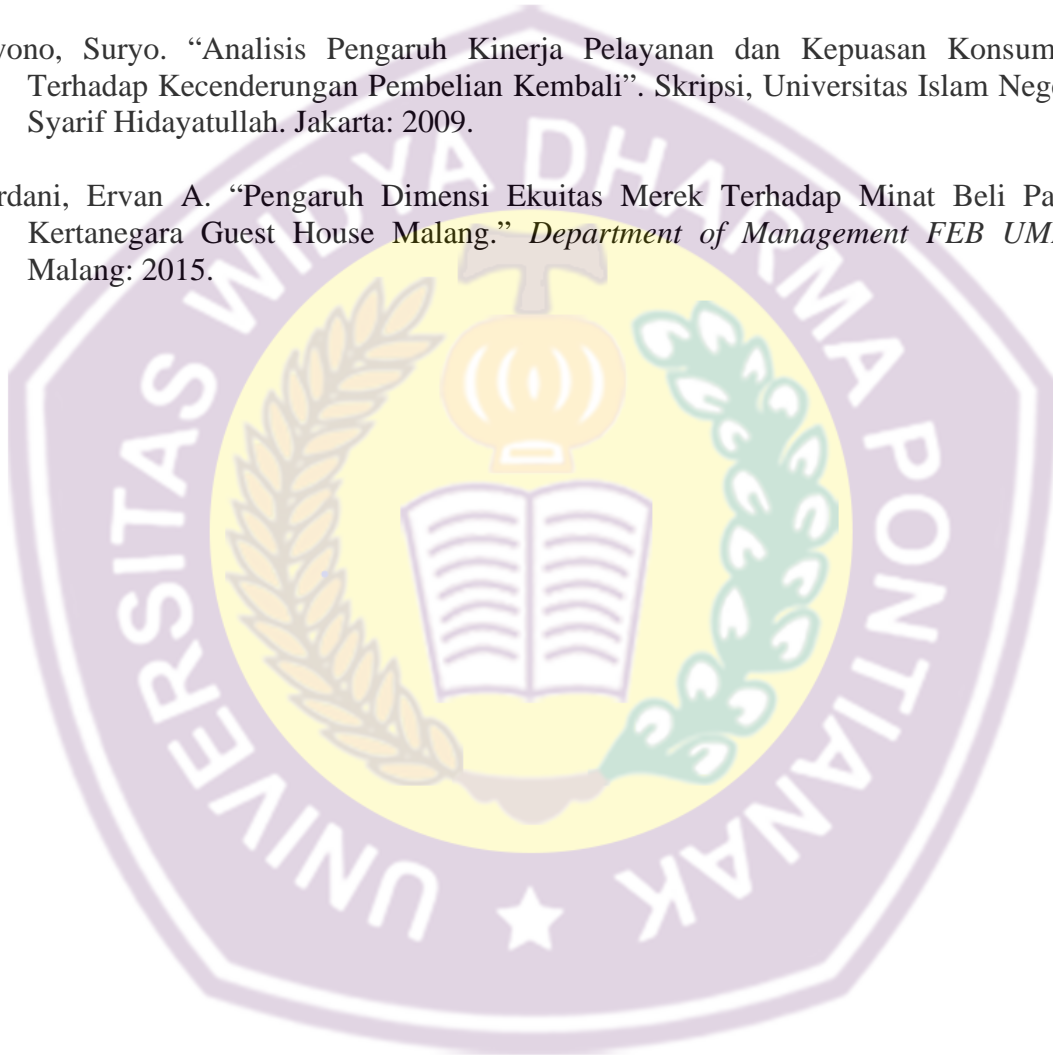 yono, Suryo. “Analisis Pengaruh Kinerja Pelayanan dan Kepuasan Konsum
Terhadap Kecenderungan Pembelian Kembali”. Skripsi, Universitas Islam Nege
Syarif Hidayatullah. Jakarta: 2009.
rdani, Ervan A. “Pengaruh Dimensi Ekuitas Merek Terhadap Minat Beli Pa
Kertanegara Guest House Malang.” Department of Management FEB UM
Malang: 2015.
UNIVERSITAS WIDYA DHARMA PONTIANAK